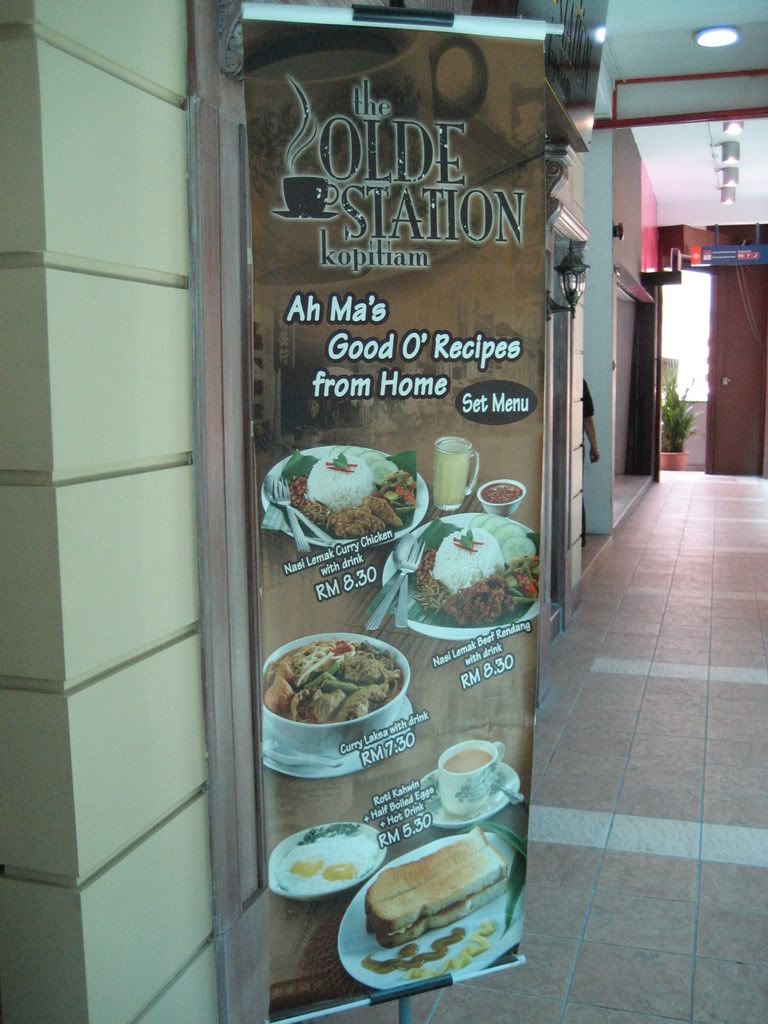 the
OLDE
STATION
kopitiam
Ah Ma's
Good O' Recipes
from Home
Set Menu
Nasi Lemak Curry Chicken
with drink
RM 8.30
Nasi Lemak Beef Rendang
with drink
RM 8.30
Curry Laksa with drink
RM 7.30
Roti Kahwin
+ Half Boiled Eggs
+ Hot Drink
RM 5.30